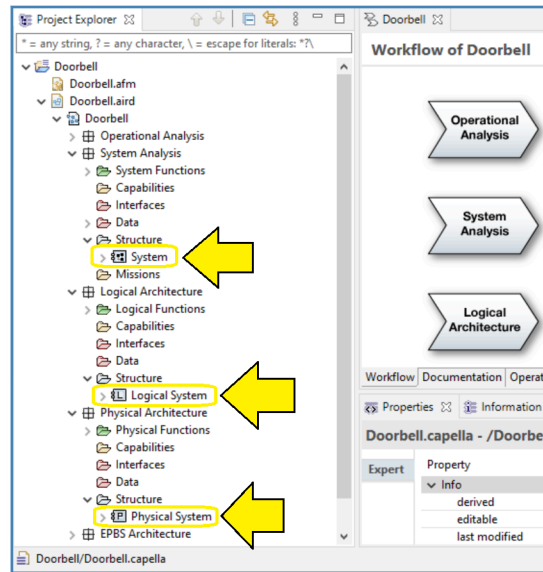 Project Explorer
* = any string, ? = any character, \ = escape for literals: *?\
Doorbell
Doorbell.afm
Doorbell.aird
Doorbell
Operational Analysis
System Analysis
System Functions
Capabilities
Interfaces
Data
Structure
System
Missions
Logical Architecture
Logical Functions
Capabilities
Interfaces
Data
Structure
Logical System
Physical Architecture
Physical Functions
Capabilities
Interfaces
Data
Structure
Physical System
EPBS Architecture
Doorbell/Doorbell.capella
Doorbell
Workflow of Doorbell
Operational
Analysis
System
Analysis
Logical
Architecture
Workflow Documentation Operat
Properties Information
Doorbell.capella - /Doorbe
Expert
Property
Info
derived
editable
last modified